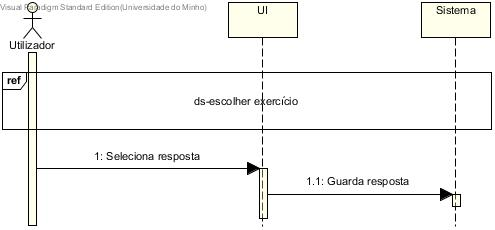 Visual Paradigm Standard Edition(Universidade do Minho)
UI
Sistema
Utilizador
ref
ds-escolher exercício
1: Seleciona resposta
1.1: Guarda resposta